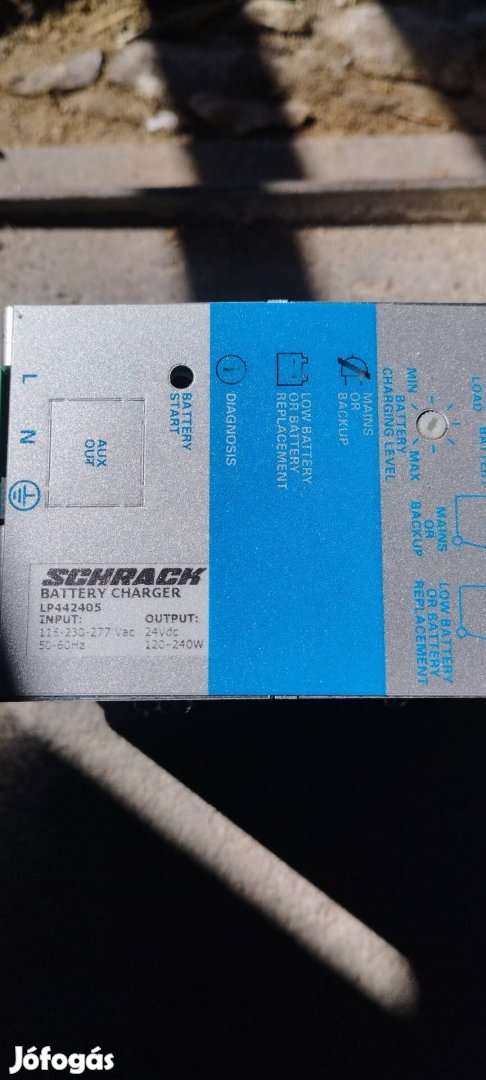 L
N
AUX
OUT
BATTERY
START
DIAGNOSIS
LOW BATTERY
OR BATTERY
REPLACEMENT
MAINS
OR
BACKUP
MIN
MAX
BATTERY
CHARGING LEVEL
LOAD
MAINS
OR
BACKUP
LOW BATTERY
OR BATTERY
REPLACEMENT
SCHRACK
BATTERY CHARGER
LP442405
INPUT: OUTPUT:
115-230-277 Vac 24Vdc
50-60Hz 120-240W
Jófogás